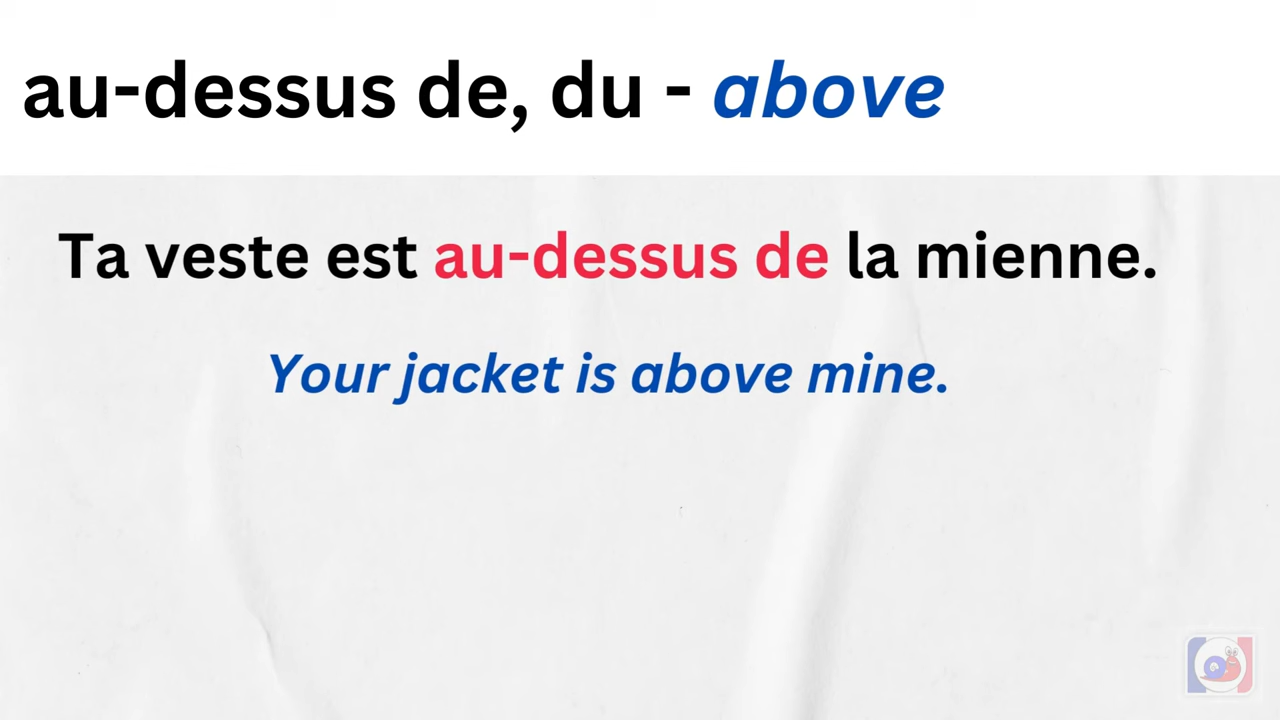 au-dessus de, du - above
Ta veste est au-dessus de la mienne.
Your jacket is above mine.